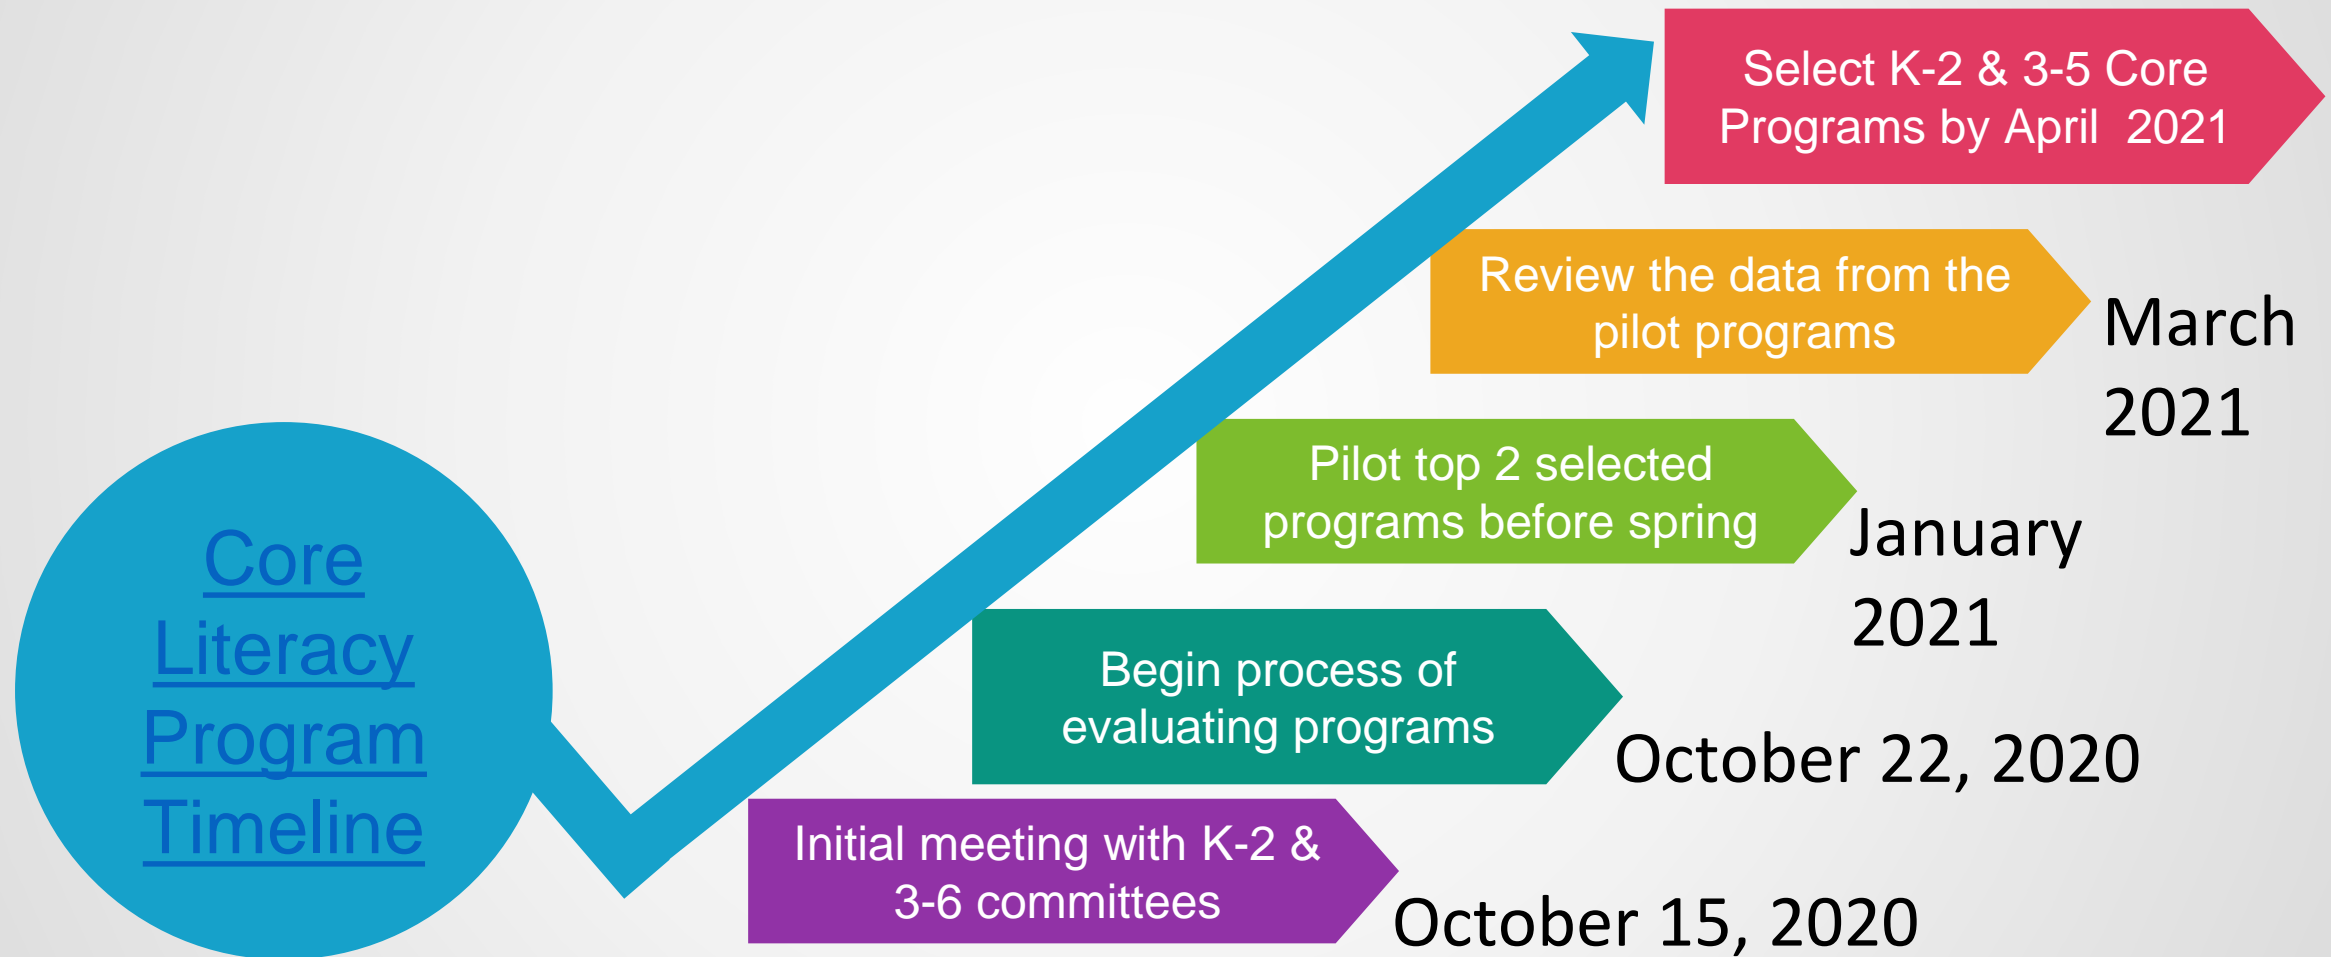 Select K-2 & 3-5 Core
Programs by April  2021
Review the data from the
pilot programs
March
2021
Pilot top 2 selected
programs before spring
January
2021
Core
Literacy
Program
Timeline
Begin process of
evaluating programs
October 22, 2020
Initial meeting with K-2 &
3-6 committees
October 15, 2020